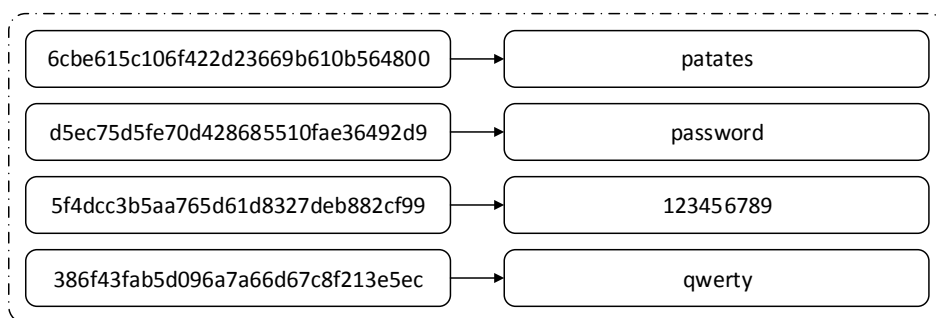 6cbe615c106f422d23669b610b564800
patates
d5ec75d5fe70d428685510fae36492d9
password
5f4dcc3b5aa765d61d8327deb882cf99
123456789
386f43fab5d096a7a66d67c8f213e5ec
qwerty